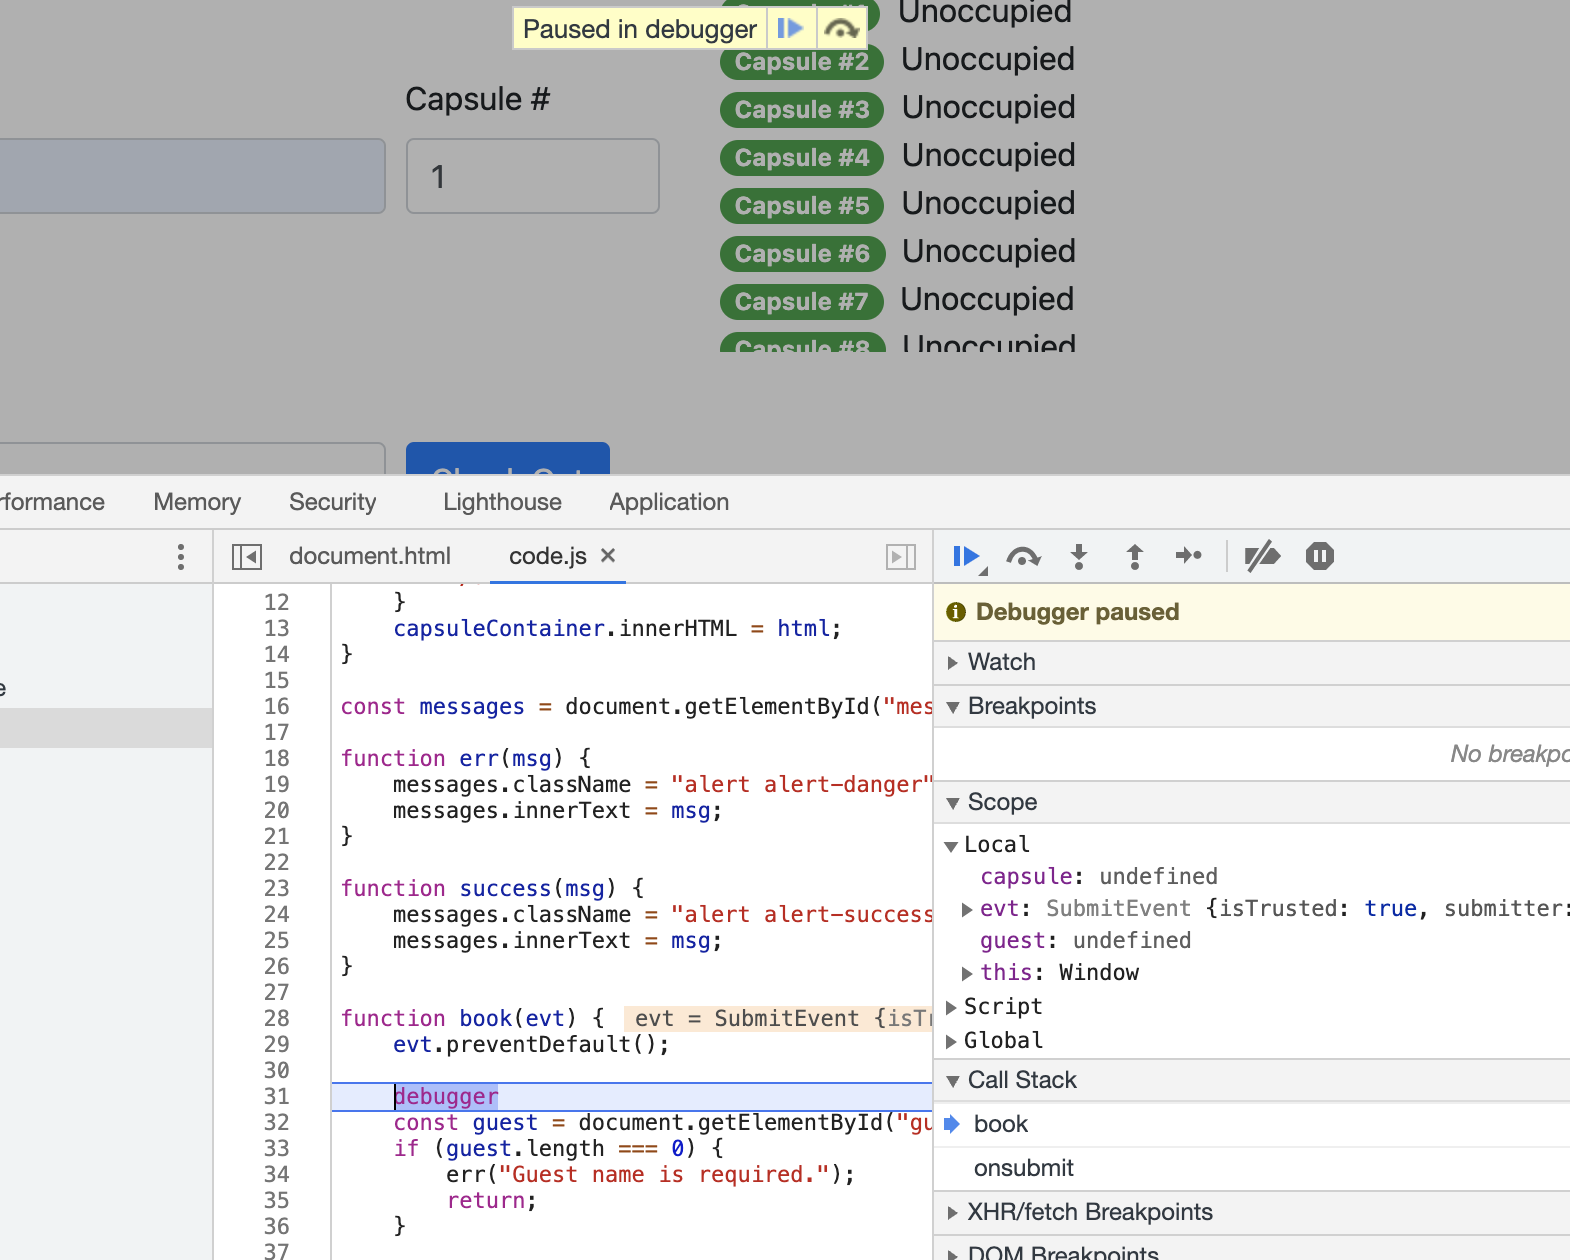 Paused in debugger
Unoccupied
Capsule #2 Unoccupied
Capsule #
Capsule #3 Unoccupied
1
Capsule #4 Unoccupied
Capsule #5 Unoccupied
Capsule #6 Unoccupied
Capsule #7 Unoccupied
Capsule #8 Unoccupied
rformance Memory Security Lighthouse Application
document.html code.js ×
12 }
13 capsuleContainer.innerHTML = html;
14 }
15
16 const messages = document.getElementById("mes
17
18 function err(msg) {
19 messages.className = "alert alert-danger"
20 messages.innerText = msg;
21 }
22
23 function success(msg) {
24 messages.className = "alert alert-success
25 messages.innerText = msg;
26 }
27
28 function book(evt) { evt = SubmitEvent {isTr
29 evt.preventDefault();
30
31 debugger
32 const guest = document.getElementById("gu
33 if (guest.length === 0) {
34 err("Guest name is required.");
35 return;
36 }
37
e
Debugger paused
Watch
Breakpoints
No breakpo
Scope
Local
capsule: undefined
evt: SubmitEvent {isTrusted: true, submitter:
guest: undefined
this: Window
Script
Global
Call Stack
book
onsubmit
XHR/fetch Breakpoints
DOM Breakpoints